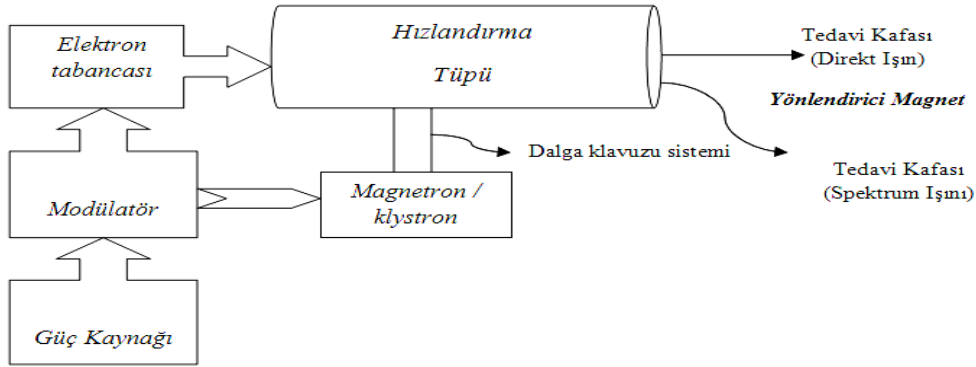 Elektron
tabancası
Hızlandırma
Tüpü
Tedavi Kafası
(Direkt Işın)
Yönlendirici Magnet
Dalga klavuzu sistemi
Tedavi Kafası
(Spektrum Işını)
Modülatör
Magnetron /
klystron
Güç Kaynağı